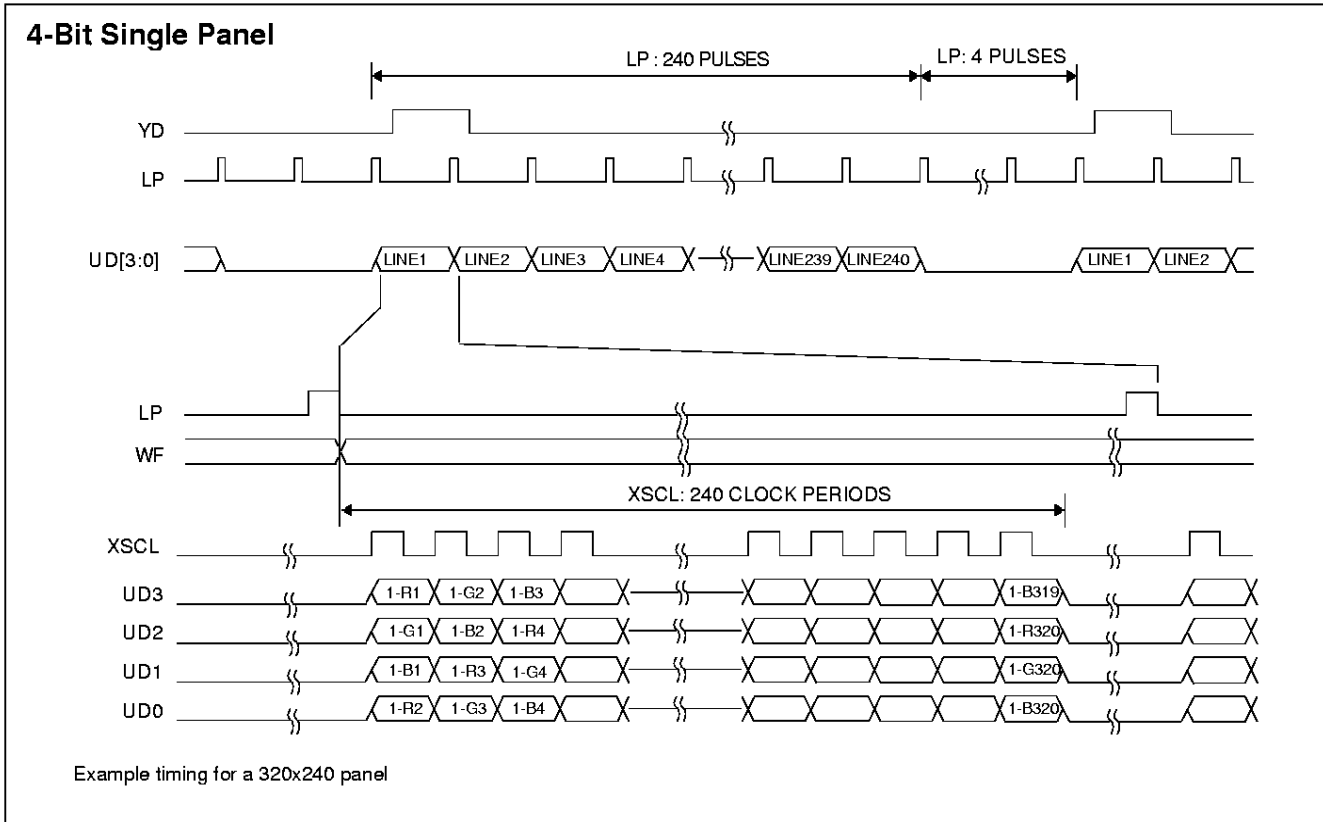 4-Bit Single Panel
LP : 240 PULSES
LP: 4 PULSES
YD
LP
UD[3:0]
LINE1 LINE2 LINE3 LINE4 LINE239 LINE240 LINE1 LINE2
LP
WF
XSCL: 240 CLOCK PERIODS
XSCL
UD3 1-R1 1-G2 1-B3 1-B319
UD2 1-G1 1-B2 1-R4 1-R320
UD1 1-B1 1-R3 1-G4 1-G320
UD0 1-R2 1-G3 1-B4 1-B320
Example timing for a 320x240 panel